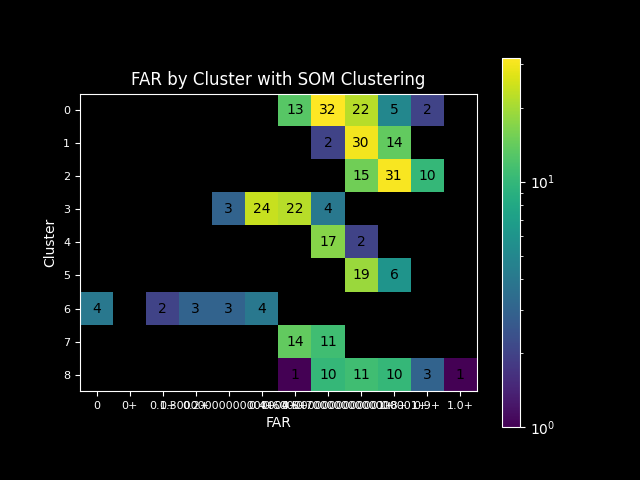 FAR by Cluster with SOM Clustering
0 13 32 22 5 2
1 2 30 14
2 15 31 10
3 3 24 22 4
4 17 2
5 19 6
6 4 2 3 3 4
7 14 11
8 1 10 11 10 3 1
Cluster
0 0+ 0.9+ 1.0+
FAR
10¹
10⁰